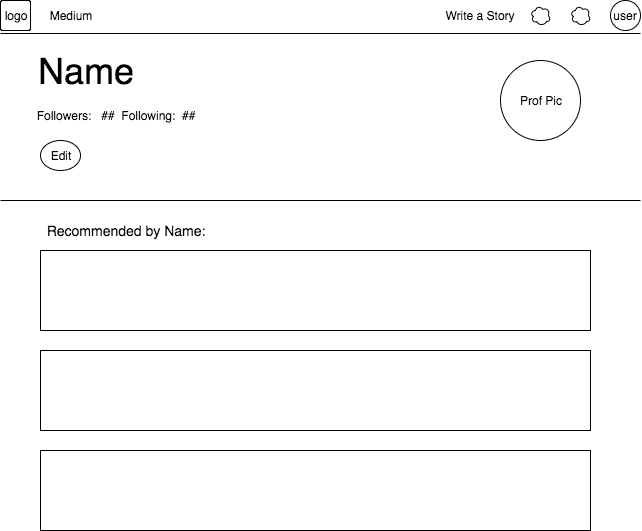 logo Medium Write a Story user
Name
Prof Pic
Followers: ## Following: ##
Edit
Recommended by Name: